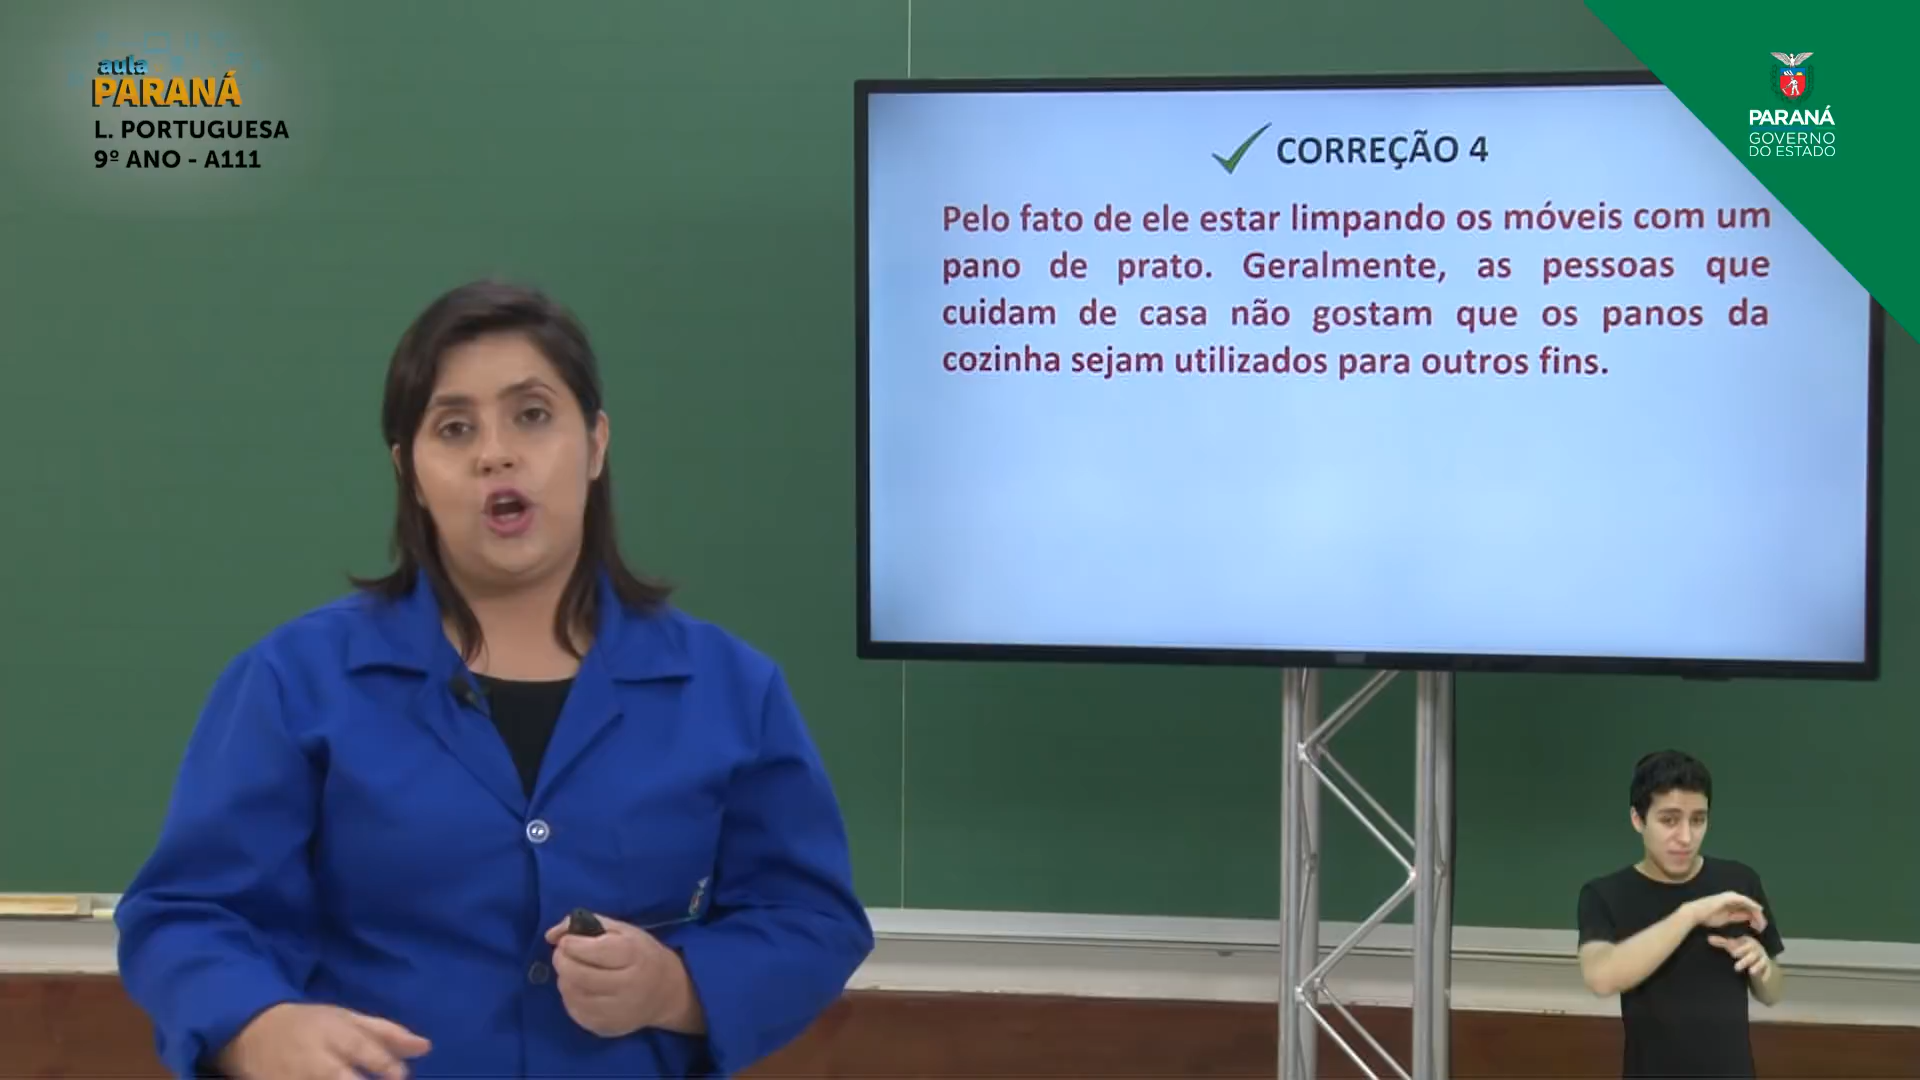 aula
PARANÁ
L. PORTUGUESA
9º ANO - A111
CORREÇÃO 4
Pelo fato de ele estar limpando os móveis com um
pano de prato. Geralmente, as pessoas que
cuidam de casa não gostam que os panos da
cozinha sejam utilizados para outros fins.
PARANÁ
GOVERNO
DO ESTADO